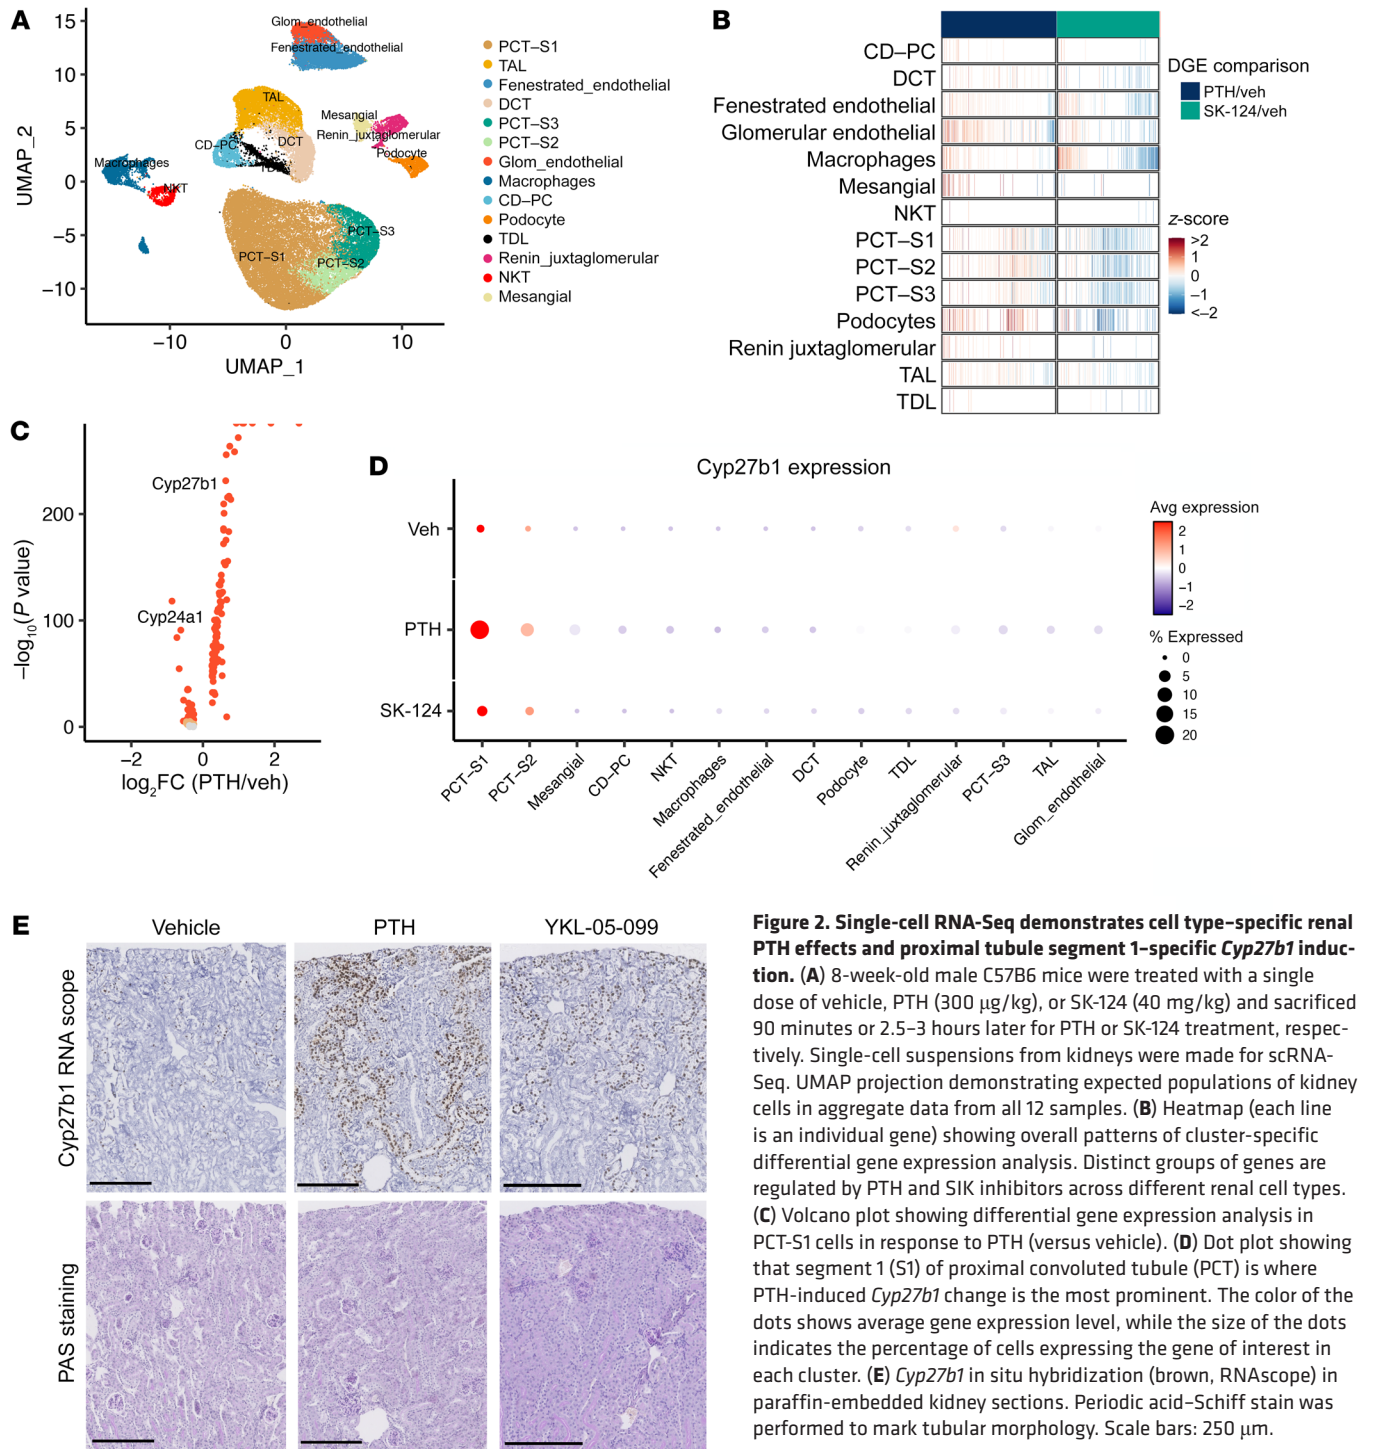 A
15
10
5
0
−5
−10
UMAP_2
−10
0
10
UMAP_1
Glom_endothelial
Fenestrated_endothelial
TAL
Mesangial
Renin_juxtaglomerular
Podocyte
CD−PC
DCT
Macrophages
NKT
PCT−S3
PCT−S1
PCT−S2
PCT−S1
TAL
Fenestrated_endothelial
DCT
PCT−S3
PCT−S2
Glom_endothelial
Macrophages
CD−PC
Podocyte
TDL
Renin_juxtaglomerular
NKT
Mesangial
B
CD–PC
DCT
Fenestrated endothelial
Glomerular endothelial
Macrophages
Mesangial
NKT
PCT–S1
PCT–S2
PCT–S3
Podocytes
Renin juxtaglomerular
TAL
TDL
DGE comparison
PTH/veh
SK-124/veh
z-score
>2
1
0
–1
<–2
C
Cyp27b1
Cyp24a1
200
100
0
–log10(P value)
−2
0
2
log2FC (PTH/veh)
D
Cyp27b1 expression
Veh
PTH
SK-124
PCT−S1
PCT−S2
Mesangial
CD−PC
NKT
Macrophages
Fenestrated_endothelial
DCT
Podocyte
TDL
Renin_juxtaglomerular
PCT−S3
TAL
Glom_endothelial
Avg expression
2
1
0
−1
−2
% Expressed
0
5
10
15
20
E
Vehicle
PTH
YKL-05-099
Cyp27b1 RNA scope
PAS staining
Figure 2. Single-cell RNA-Seq demonstrates cell type–specific renal
PTH effects and proximal tubule segment 1–specific Cyp27b1 induc-
tion. (A) 8-week-old male C57B6 mice were treated with a single
dose of vehicle, PTH (300 μg/kg), or SK-124 (40 mg/kg) and sacrificed
90 minutes or 2.5–3 hours later for PTH or SK-124 treatment, respec-
tively. Single-cell suspensions from kidneys were made for scRNA-
Seq. UMAP projection demonstrating expected populations of kidney
cells in aggregate data from all 12 samples. (B) Heatmap (each line
is an individual gene) showing overall patterns of cluster-specific
differential gene expression analysis. Distinct groups of genes are
regulated by PTH and SIK inhibitors across different renal cell types.
(C) Volcano plot showing differential gene expression analysis in
PCT-S1 cells in response to PTH (versus vehicle). (D) Dot plot showing
that segment 1 (S1) of proximal convoluted tubule (PCT) is where
PTH-induced Cyp27b1 change is the most prominent. The color of the
dots shows average gene expression level, while the size of the dots
indicates the percentage of cells expressing the gene of interest in
each cluster. (E) Cyp27b1 in situ hybridization (brown, RNAscope) in
paraffin-embedded kidney sections. Periodic acid–Schiff stain was
performed to mark tubular morphology. Scale bars: 250 μm.